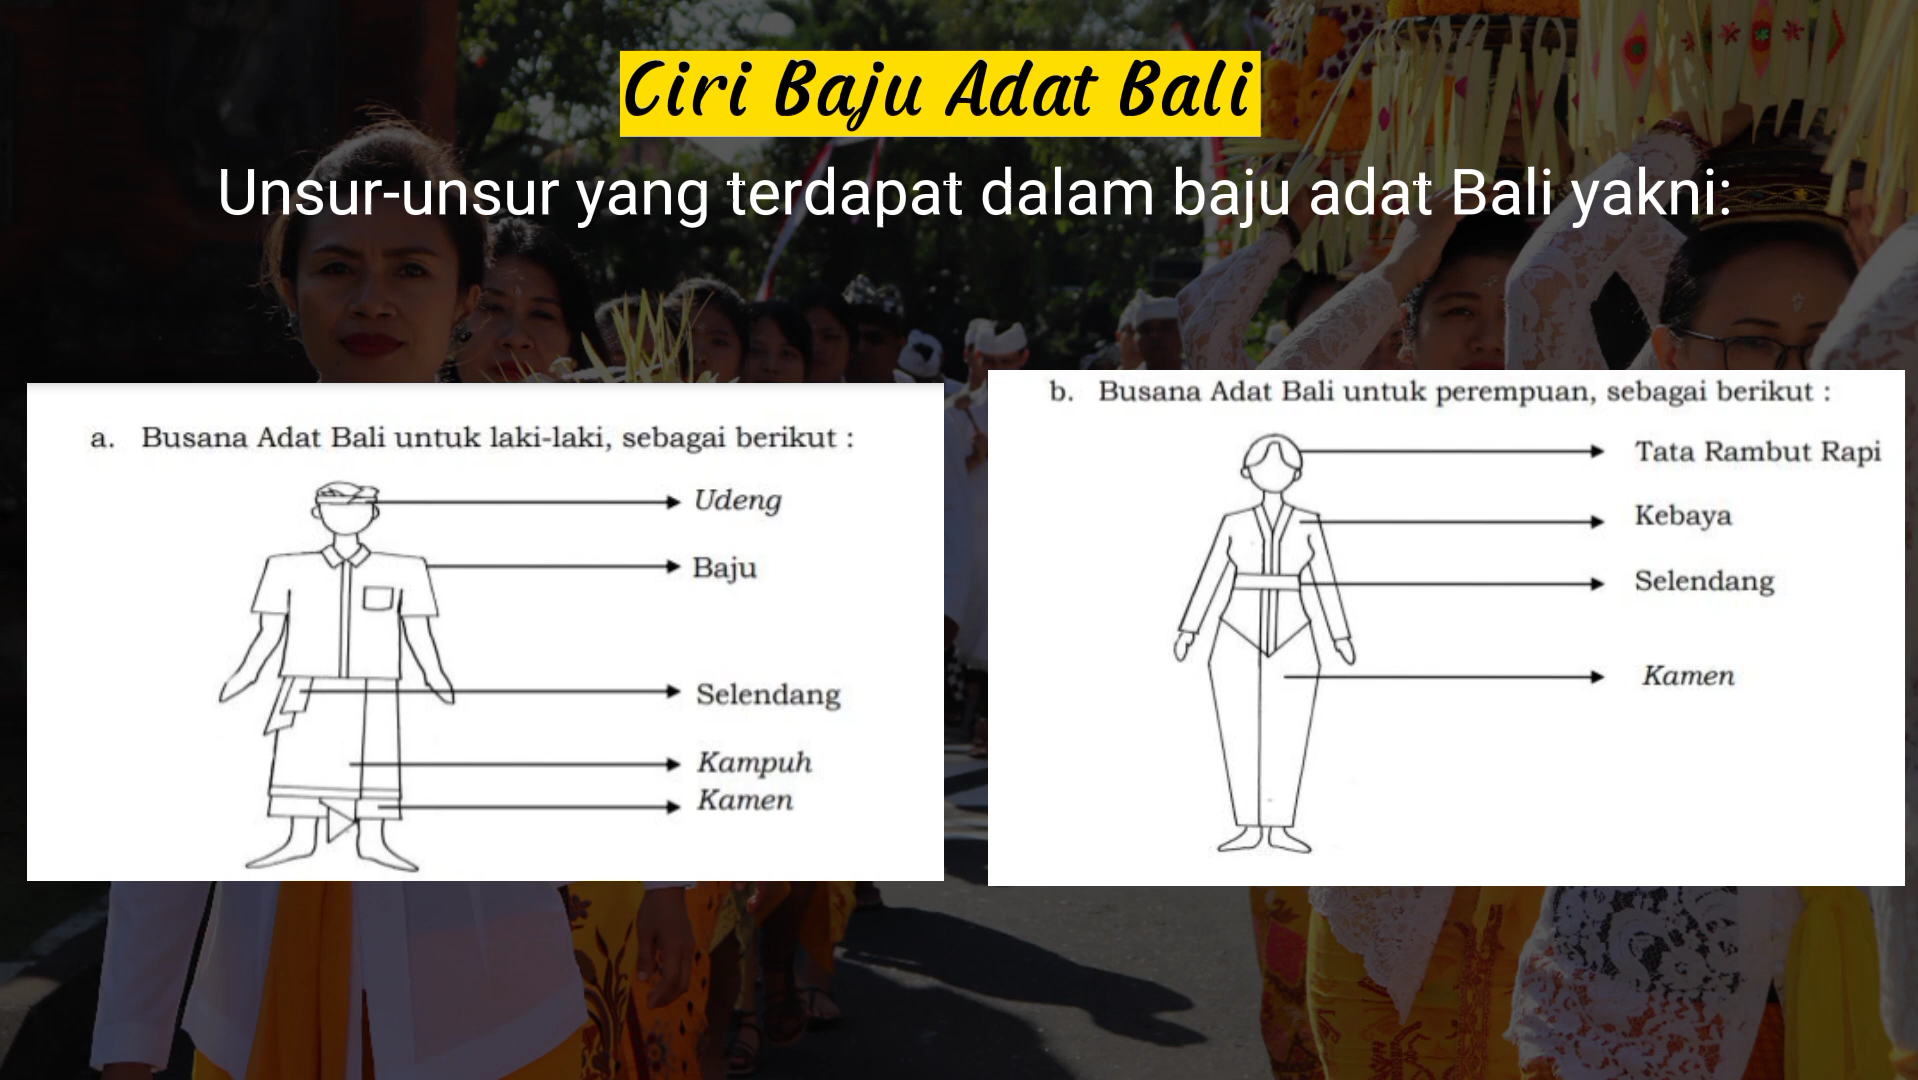 Ciri Baju Adat Bali
Unsur-unsur yang terdapat dalam baju adat Bali yakni:
a. Busana Adat Bali untuk laki-laki, sebagai berikut :
Udeng
Baju
Selendang
Kampuh
Kamen
b. Busana Adat Bali untuk perempuan, sebagai berikut :
Tata Rambut Rapi
Kebaya
Selendang
Kamen